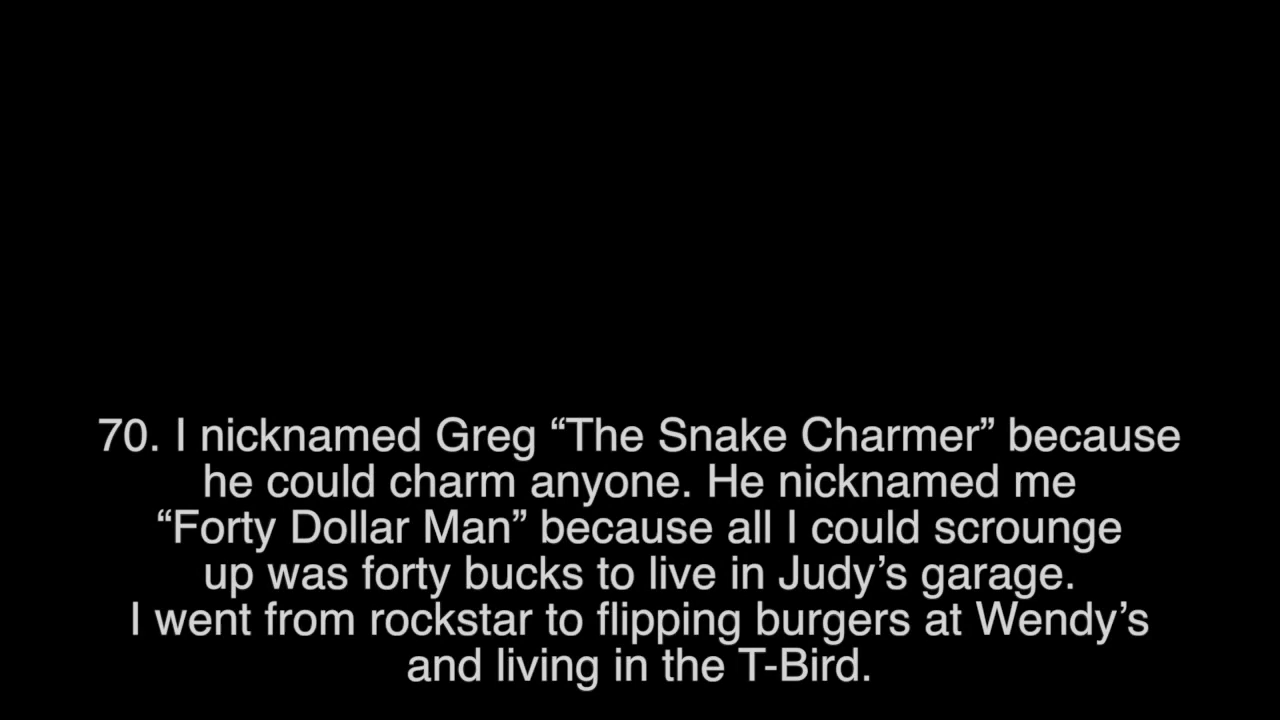 70. I nicknamed Greg “The Snake Charmer” because
he could charm anyone. He nicknamed me
“Forty Dollar Man” because all I could scrounge
up was forty bucks to live in Judy’s garage.
I went from rockstar to flipping burgers at Wendy’s
and living in the T-Bird.